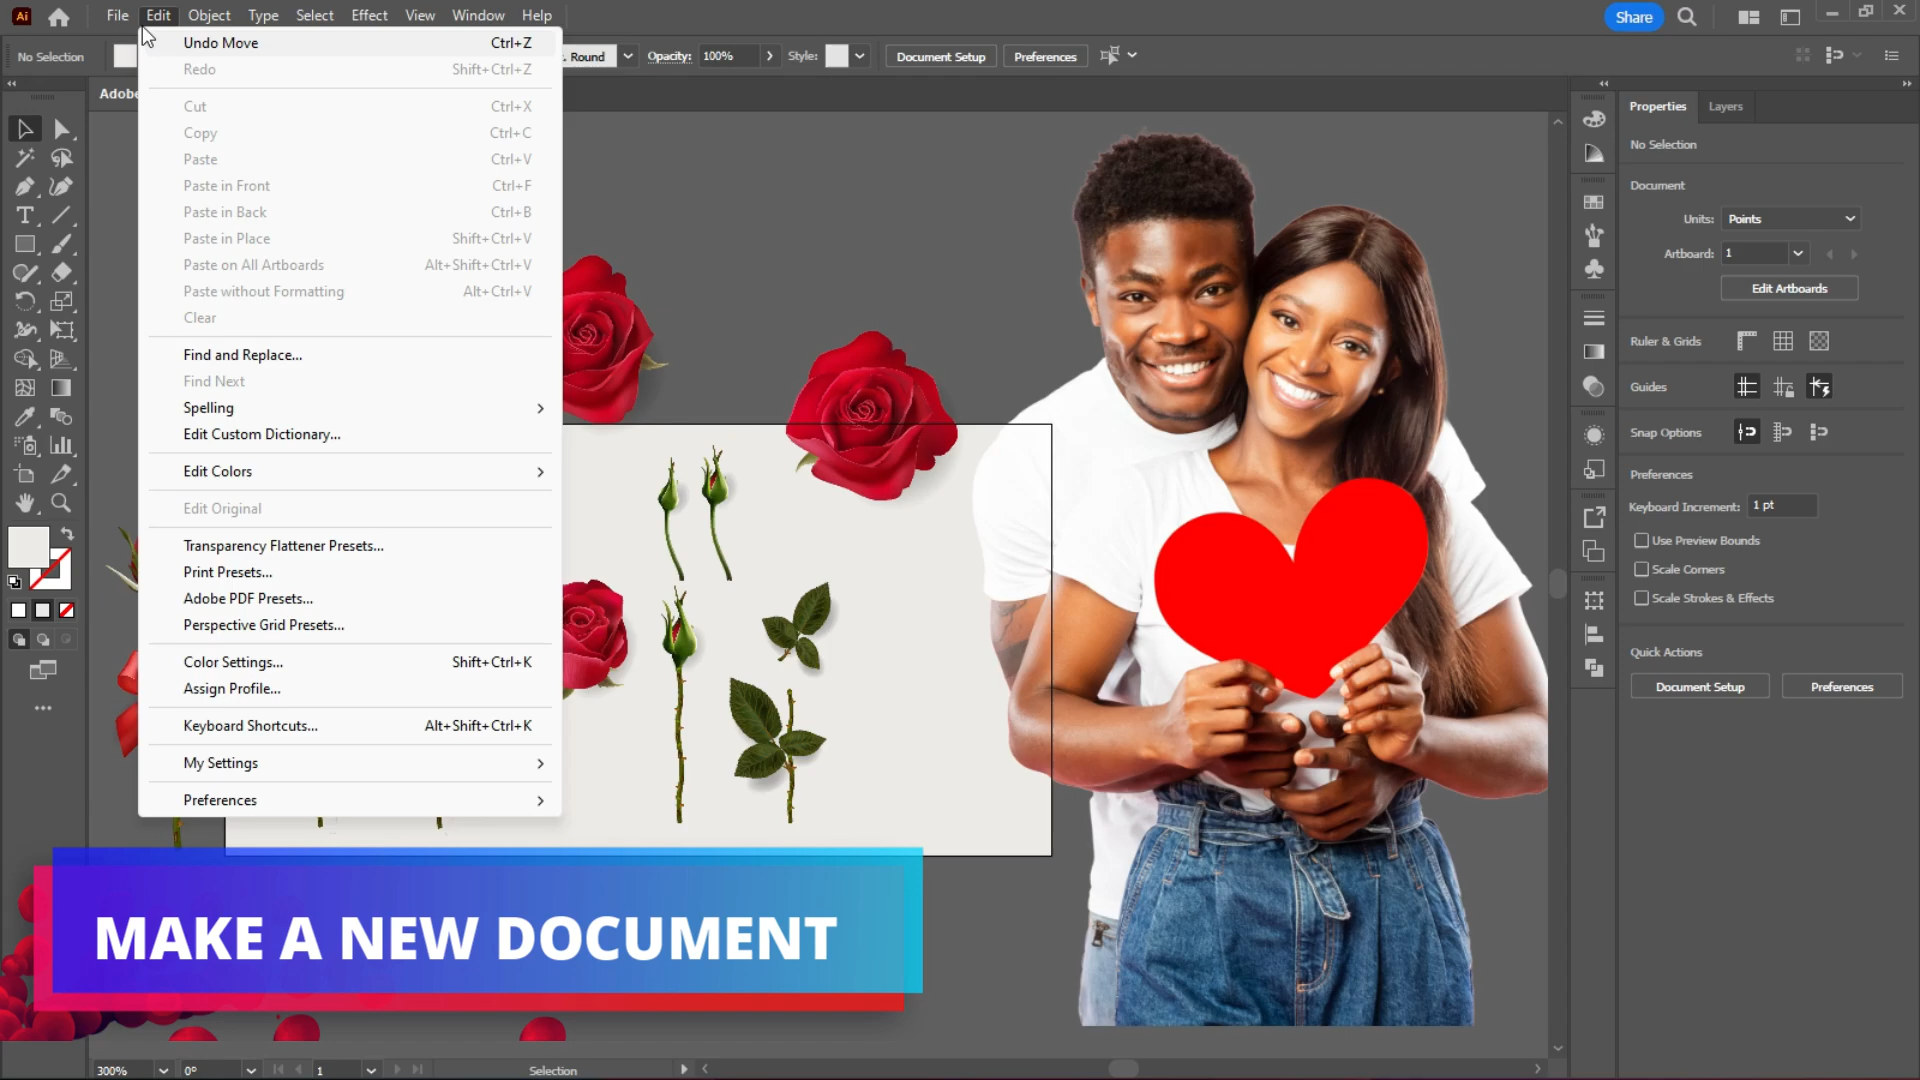 Ai File Edit Object Type Select Effect View Window Help Share
No Selection Round Opacity: 100% Style: Document Setup Preferences
Adobe
Undo Move Ctrl+Z
Redo Shift+Ctrl+Z
Cut Ctrl+X
Copy Ctrl+C
Paste Ctrl+V
Paste in Front Ctrl+F
Paste in Back Ctrl+B
Paste in Place Shift+Ctrl+V
Paste on All Artboards Alt+Shift+Ctrl+V
Paste without Formatting Alt+Ctrl+V
Clear
Find and Replace...
Find Next
Spelling
Edit Custom Dictionary...
Edit Colors
Edit Original
Transparency Flattener Presets...
Print Presets...
Adobe PDF Presets...
Perspective Grid Presets...
Color Settings... Shift+Ctrl+K
Assign Profile...
Keyboard Shortcuts... Alt+Shift+Ctrl+K
My Settings
Preferences
Properties Layers
No Selection
Document
Units: Points
Artboard: 1
Edit Artboards
Ruler & Grids
Guides
Snap Options
Preferences
Keyboard Increment: 1 pt
Use Preview Bounds
Scale Corners
Scale Strokes & Effects
Quick Actions
Document Setup Preferences
MAKE A NEW DOCUMENT
300% 0° 1 Selection